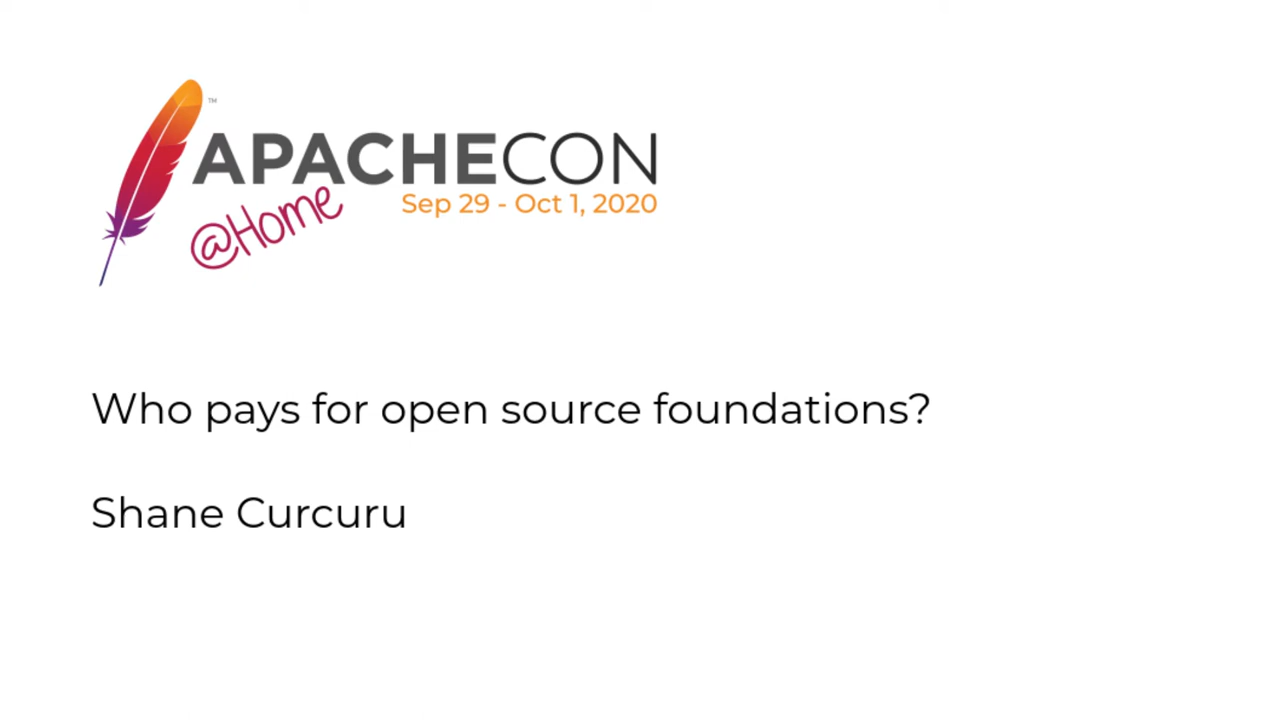 ™
APACHECON
@Home
Sep 29 - Oct 1, 2020
Who pays for open source foundations?
Shane Curcuru